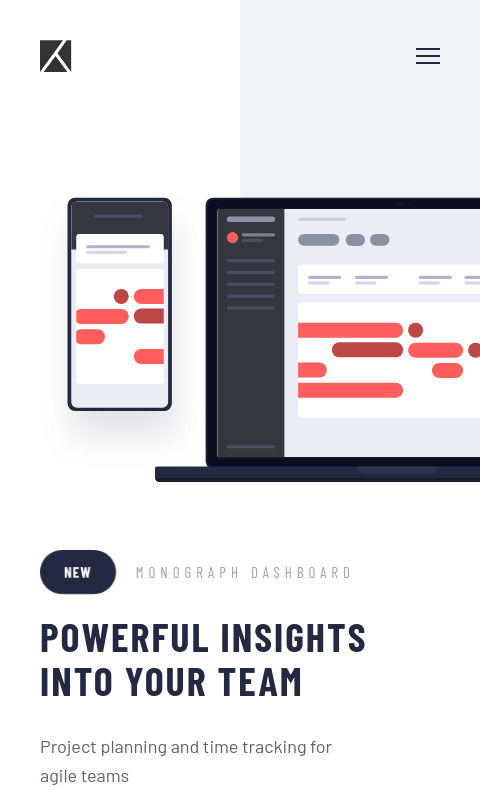 NEW
MONOGRAPH DASHBOARD
POWERFUL INSIGHTS
INTO YOUR TEAM
Project planning and time tracking for
agile teams